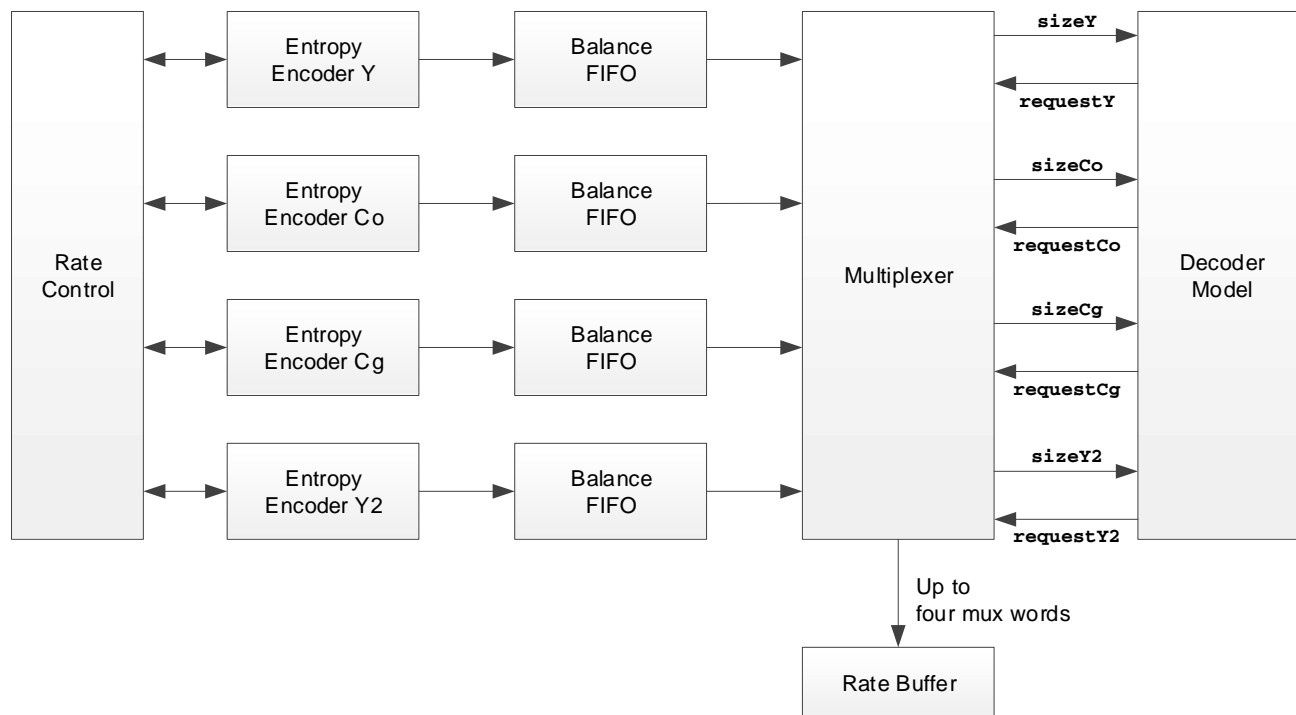 Entropy
Encoder Y
Balance
FIFO
sizeY
requestY
Entropy
Encoder Co
Balance
FIFO
sizeCo
requestCo
Rate
Control
Multiplexer
Decoder
Model
Entropy
Encoder Cg
Balance
FIFO
sizeCg
requestCg
Entropy
Encoder Y2
Balance
FIFO
sizeY2
requestY2
Up to
four mux words
Rate Buffer